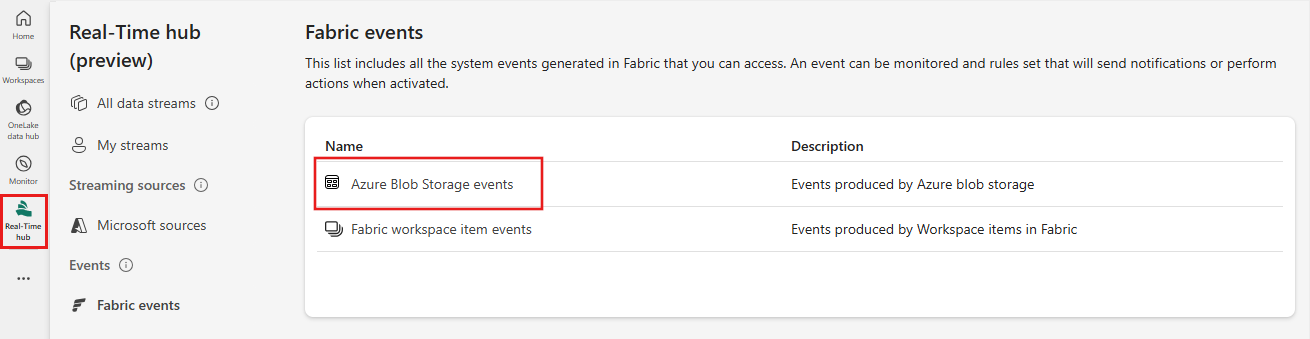 Home
Workspaces
OneLake
data hub
Monitor
Real-Time
hub
Real-Time hub
(preview)
All data streams
My streams
Streaming sources
Microsoft sources
Events
Fabric events
Fabric events
This list includes all the system events generated in Fabric that you can access. An event can be monitored and rules set that will send notifications or perform
actions when activated.
Name Description
Azure Blob Storage events Events produced by Azure blob storage
Fabric workspace item events Events produced by Workspace items in Fabric